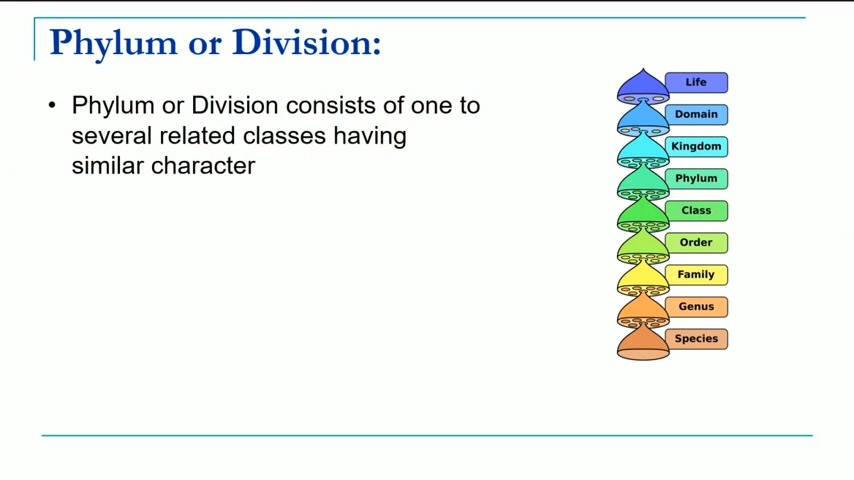 Phylum or Division:
• Phylum or Division consists of one to
several related classes having
similar character
Life
Domain
Kingdom
Phylum
Class
Order
Family
Genus
Species